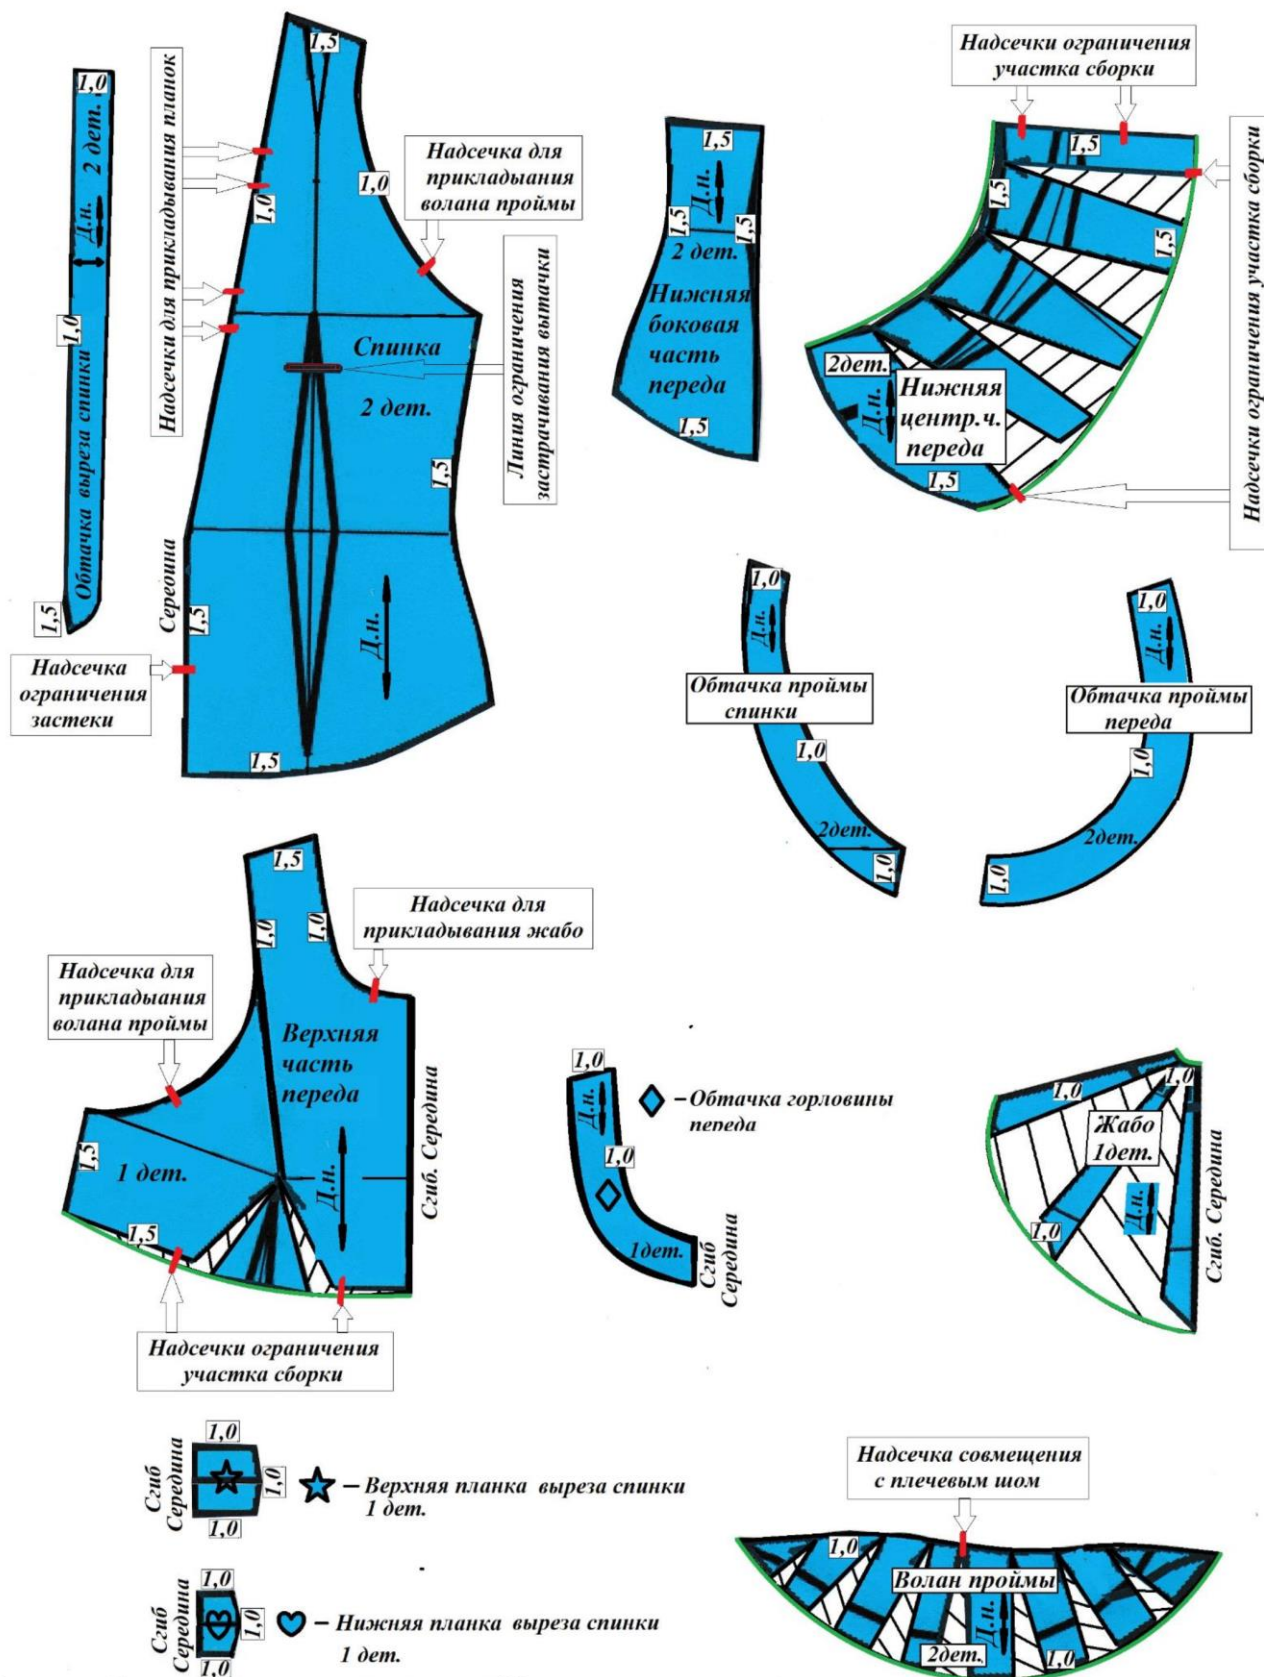 1,0
2 дет.
Д.н.
1,0
Обтачка выреза спинки
1,5
Надсечки для прикладывания планок
1,5
1,0
1,0
Надсечка для
прикладыания
волана проймы
Линия ограничения
застрачивания вытачки
Спинка
2 дет.
1,5
Середина
1,5
Д.н.
Надсечка
ограничения
застеки
1,5
1,5
Д.н.
1,5
1,5
2 дет.
Нижняя
боковая
часть
переда
1,5
Надсечки ограничения
участка сборки
1,5
1,5
1,5
2дет.
Д.н.
Нижняя
центр.ч.
переда
1,5
Надсечки ограничения участка сборки
1,0
Д.н.
Обтачка проймы
спинки
1,0
2дет.
1,0
1,0
Д.н.
Обтачка проймы
переда
1,0
2дет.
1,0
1,5
1,0
1,0
Надсечка для
прикладывания жабо
Надсечка для
прикладыания
волана проймы
Верхняя
часть
переда
1,5
1 дет.
Д.н.
Сгиб. Середина
1,5
Надсечки ограничения
участка сборки
1,0
Д.н.
1,0
1дет.
Сгиб
Середина
– Обтачка горловины
переда
1,0
1,0
Жабо
1дет.
Д.н.
1,0
Сгиб. Середина
Сгиб
Середина
1,0
1,0
1,0
– Верхняя планка выреза спинки
1 дет.
Сгиб
Середина
1,0
1,0
1,0
– Нижняя планка выреза спинки
1 дет.
Надсечка совмещения
с плечевым шом
1,0
Волан проймы
Д.н.
2дет.
1,0